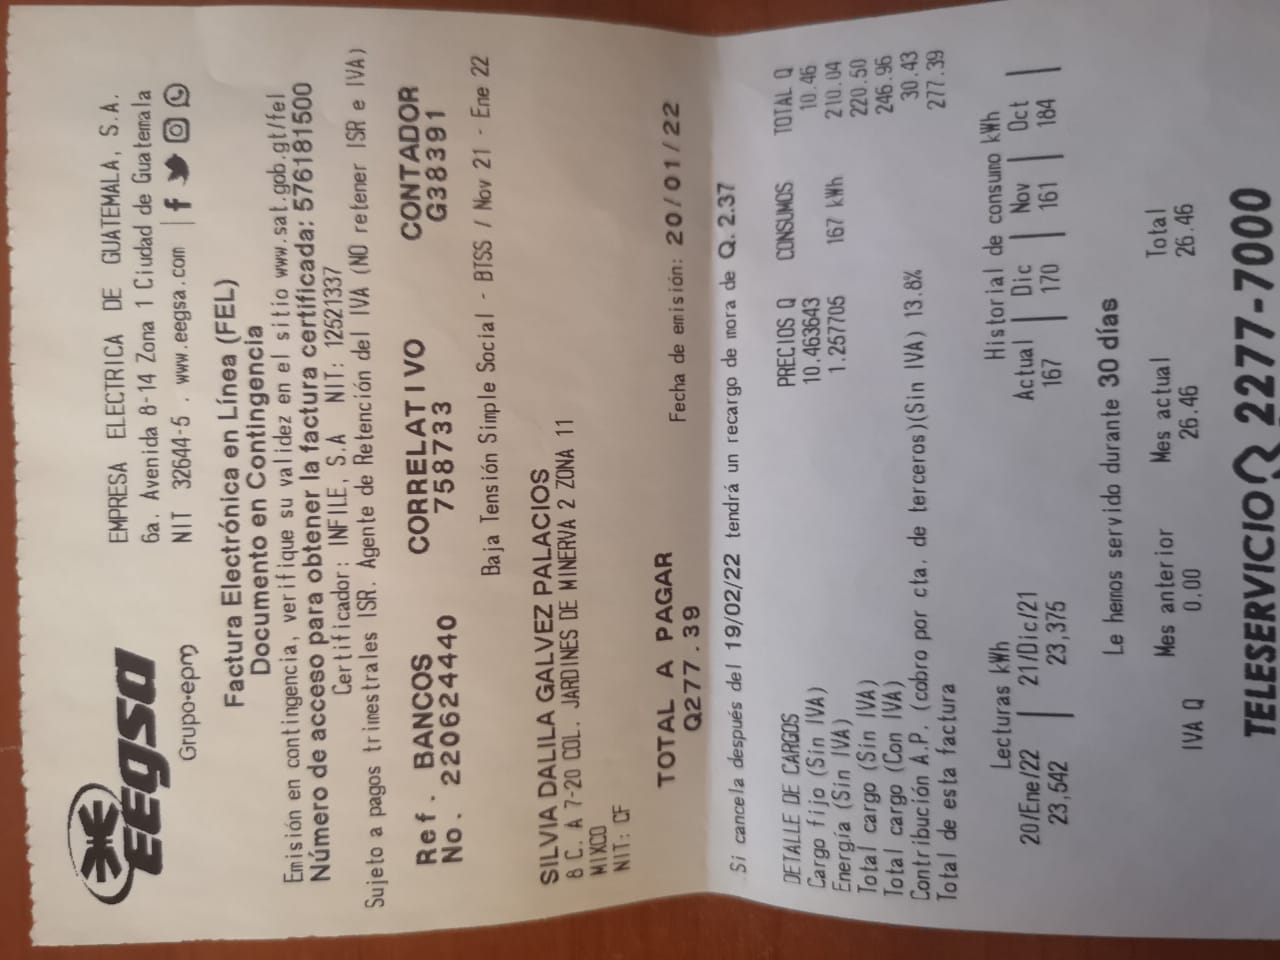 EEgsa
Grupo·epm
EMPRESA ELECTRICA DE GUATEMALA, S.A.
6a. Avenida 8-14 Zona 1 Ciudad de Guatemala
NIT 32644-5 . www.eegsa.com |
Factura Electrónica en Línea (FEL)
Documento en Contingencia
Emisión en contingencia, verifique su validez en el sitio www.sat.gob.gt/fel
Número de acceso para obtener la factura certificada: 576181500
Certificador: INFILE, S.A NIT: 12521337
Sujeto a pagos trimestrales ISR. Agente de Retención del IVA (NO retener ISR e IVA)
Ref. BANCOS CORRELATIVO CONTADOR
No. 220624440 758733 G38391
Baja Tensión Simple Social - BTSS / Nov 21 - Ene 22
SILVIA DALILA GALVEZ PALACIOS
8 C. A 7-20 COL. JARDINES DE MINERVA 2 ZONA 11
MIXCO
NIT: CF
TOTAL A PAGAR
Q277.39 Fecha de emisión: 20/01/22
Si cancela después del 19/02/22 tendrá un recargo de mora de Q. 2.37
DETALLE DE CARGOS PRECIOS Q CONSUMOS TOTAL Q
Cargo fijo (Sin IVA) 10.463643 10.46
Energía (Sin IVA) 1.257705 167 kWh 210.04
Total cargo (Sin IVA) 220.50
Total cargo (Con IVA) 246.96
Contribución A.P. (cobro por cta. de terceros)(Sin IVA) 13.8% 30.43
Total de esta factura 277.39
Lecturas kWh Historial de consumo kWh
20/Ene/22 | 21/Dic/21 Actual | Dic | Nov | Oct |
23,542 | 23,375 167 | 170 | 161 | 184 |
Le hemos servido durante 30 días
Mes anterior Mes actual Total
IVA Q 0.00 26.46 26.46
TELESERVICIO 2277-7000